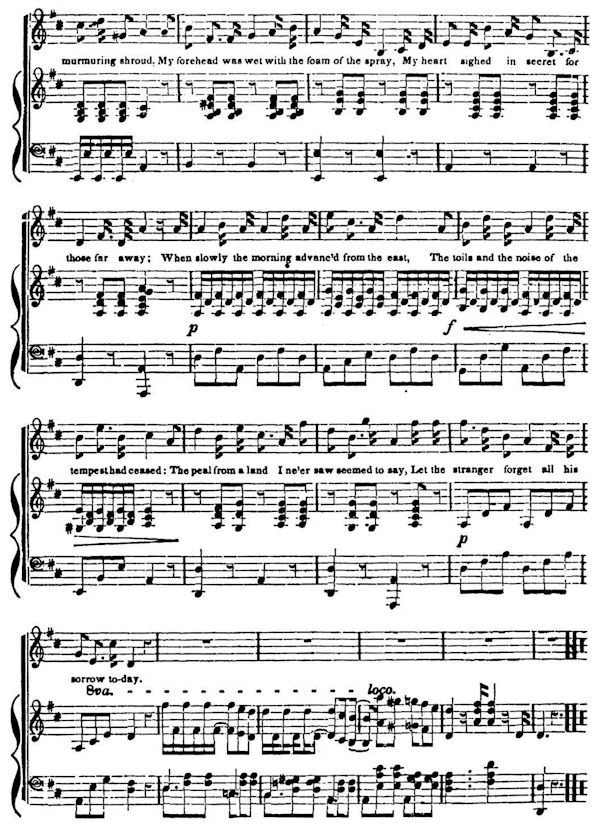 murmuring shroud, My forehead was wet with the foam of the spray, My heart sighed in secret for
those far away; When slowly the morning advanc'd from the east, The toils and the noise of the
p
f
tempest had ceased: The peal from a land I ne'er saw seemed to say, Let the stranger forget all his
p
sorrow to-day.
8va.
loco.